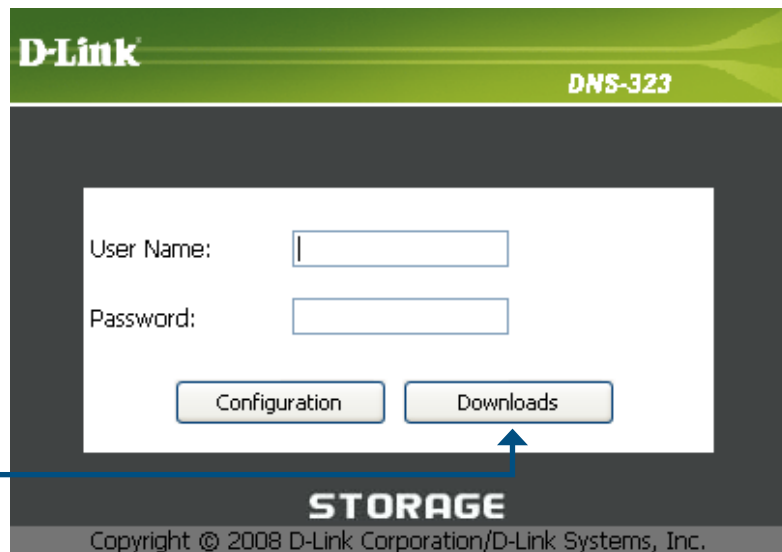 D-Link
DNS-323
User Name:
Password:
Configuration Downloads
STORAGE
Copyright © 2008 D-Link Corporation/D-Link Systems, Inc.